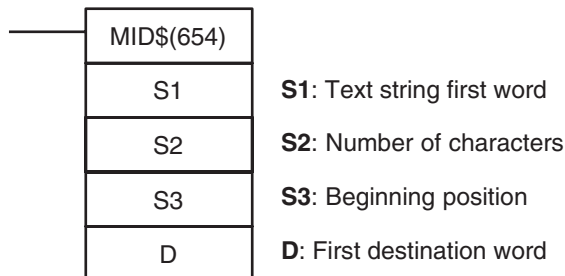 MID$(654)
S1 S1: Text string first word
S2 S2: Number of characters
S3 S3: Beginning position
D D: First destination word